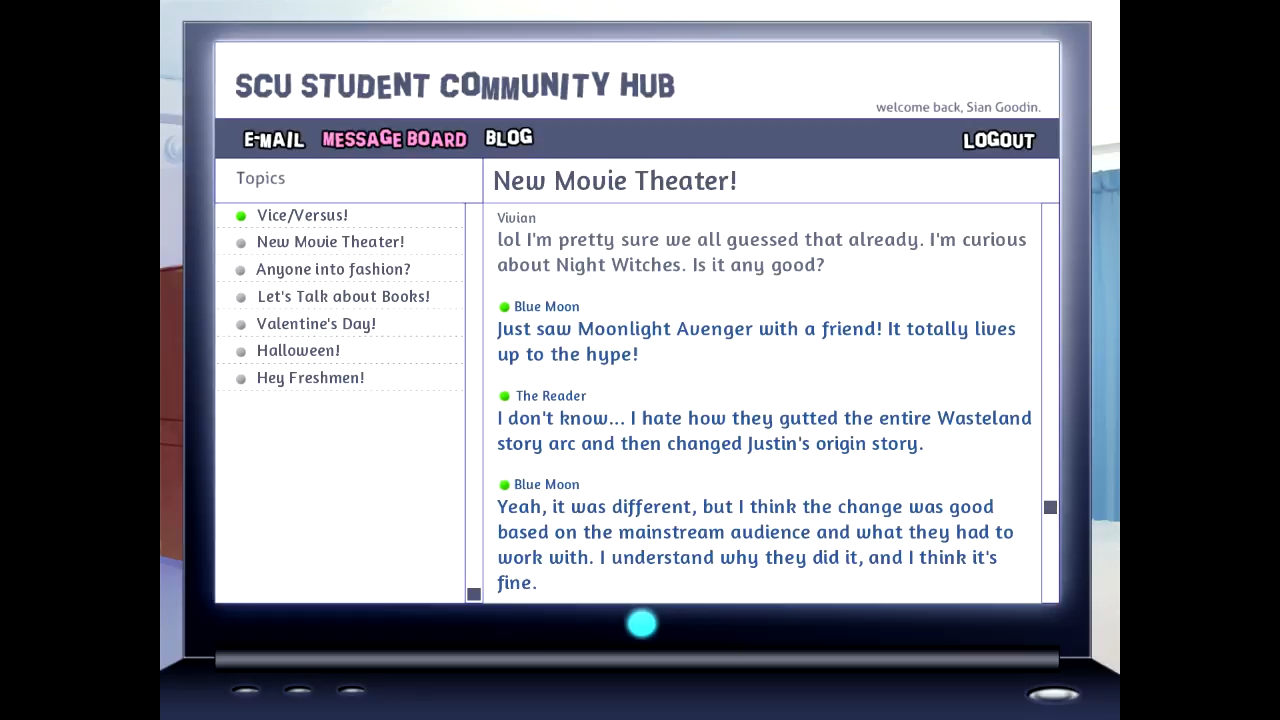 SCU STUDENT COMMUNITY HUB
welcome back, Sian Goodin.
E-MAIL MESSAGE BOARD BLOG LOGOUT
Topics
Vice/Versus!
New Movie Theater!
Anyone into fashion?
Let's Talk about Books!
Valentine's Day!
Halloween!
Hey Freshmen!
New Movie Theater!
Vivian
lol I'm pretty sure we all guessed that already. I'm curious
about Night Witches. Is it any good?
Blue Moon
Just saw Moonlight Avenger with a friend! It totally lives
up to the hype!
The Reader
I don't know... I hate how they gutted the entire Wasteland
story arc and then changed Justin's origin story.
Blue Moon
Yeah, it was different, but I think the change was good
based on the mainstream audience and what they had to
work with. I understand why they did it, and I think it's
fine.